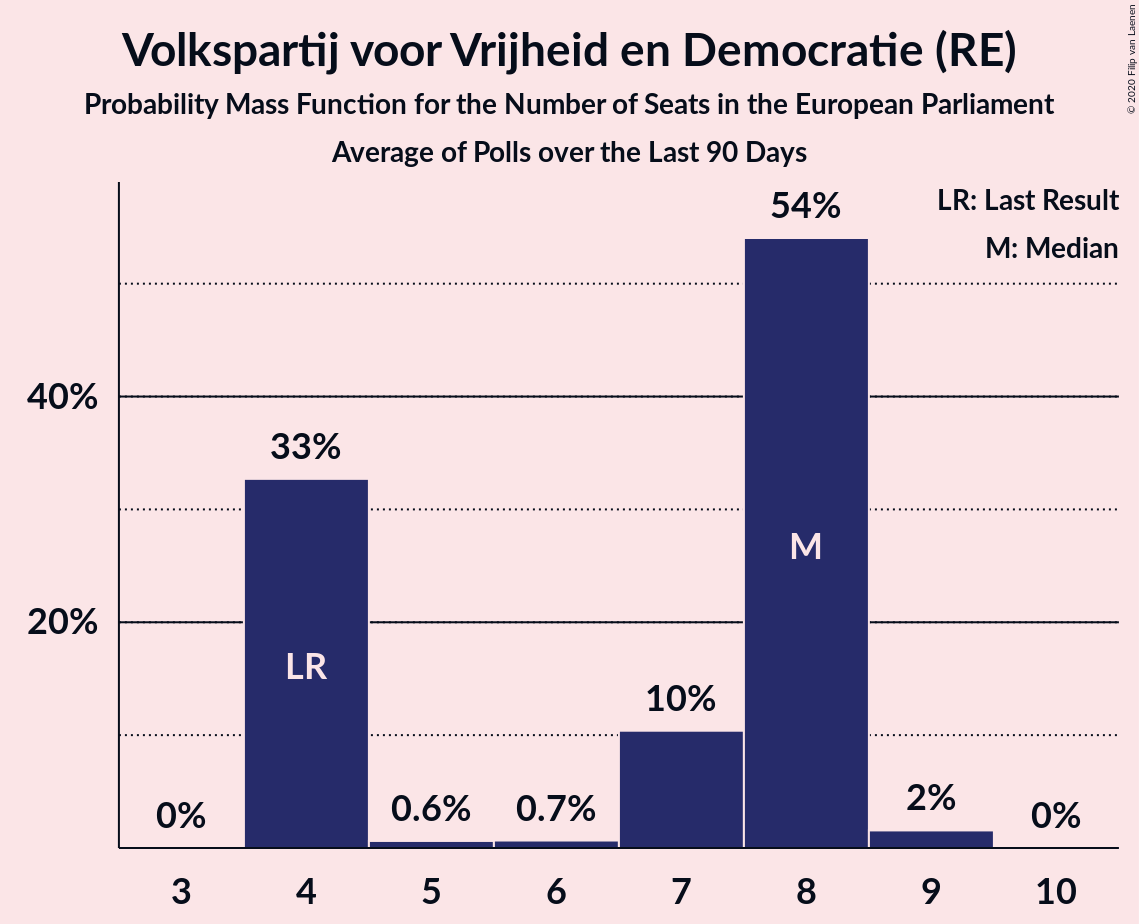 Volkspartij voor Vrijheid en Democratie (RE)
Probability Mass Function for the Number of Seats in the European Parliament
Average of Polls over the Last 90 Days
© 2020 Filip van Laenen
LR: Last Result
M: Median
54%
40%
33%
M
20%
LR
10%
0%
0.6%
0.7%
2%
0%
3 4 5 6 7 8 9 10